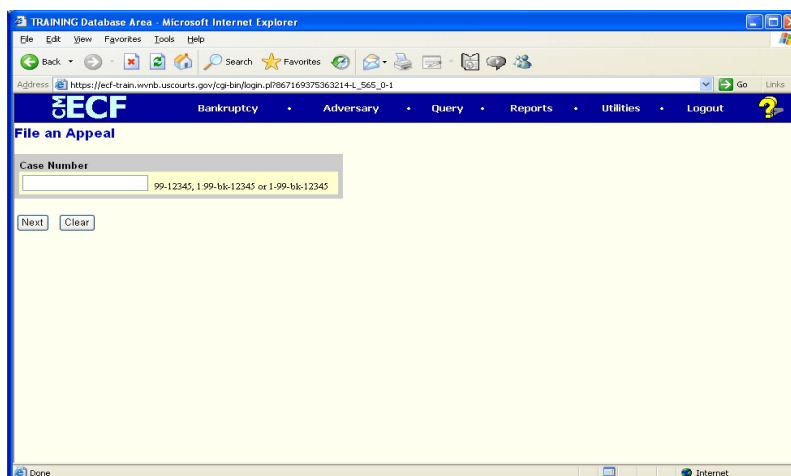 TRAINING Database Area - Microsoft Internet Explorer
File Edit View Favorites Tools Help
Back Search Favorites
Address https://ecf-train.wvnb.uscourts.gov/cgi-bin/login.pl?867169375363214-L_565_0-1 Go Links
CM ECF Bankruptcy • Adversary • Query • Reports • Utilities • Logout ?
File an Appeal
Case Number
99-12345, 1:99-bk-12345 or 1-99-bk-12345
Next Clear
Done Internet